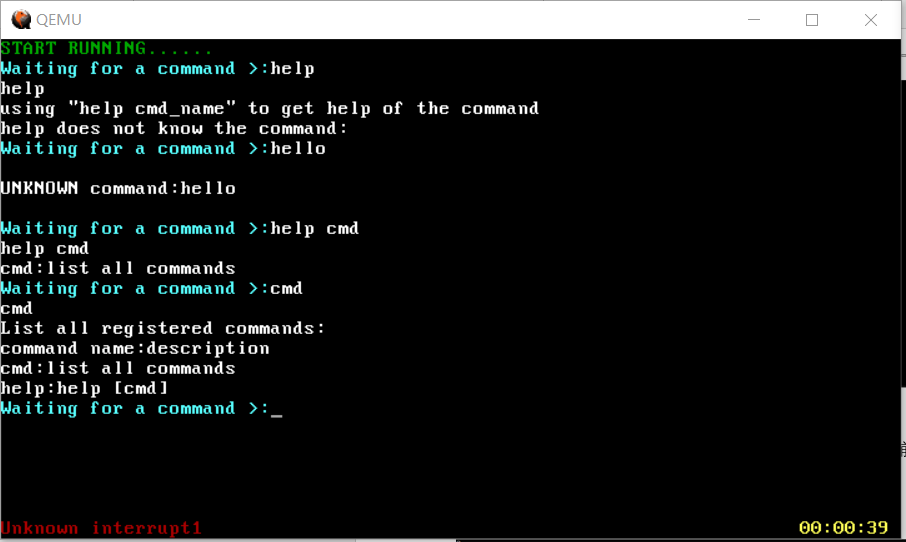 QEMU
START RUNNING......
Waiting for a command >:help
help
using "help cmd_name" to get help of the command
help does not know the command:
Waiting for a command >:hello
UNKNOWN command:hello
Waiting for a command >:help cmd
help cmd
cmd:list all commands
Waiting for a command >:cmd
cmd
List all registered commands:
command name:description
cmd:list all commands
help:help [cmd]
Waiting for a command >:_
Unknown interrupt1
00:00:39